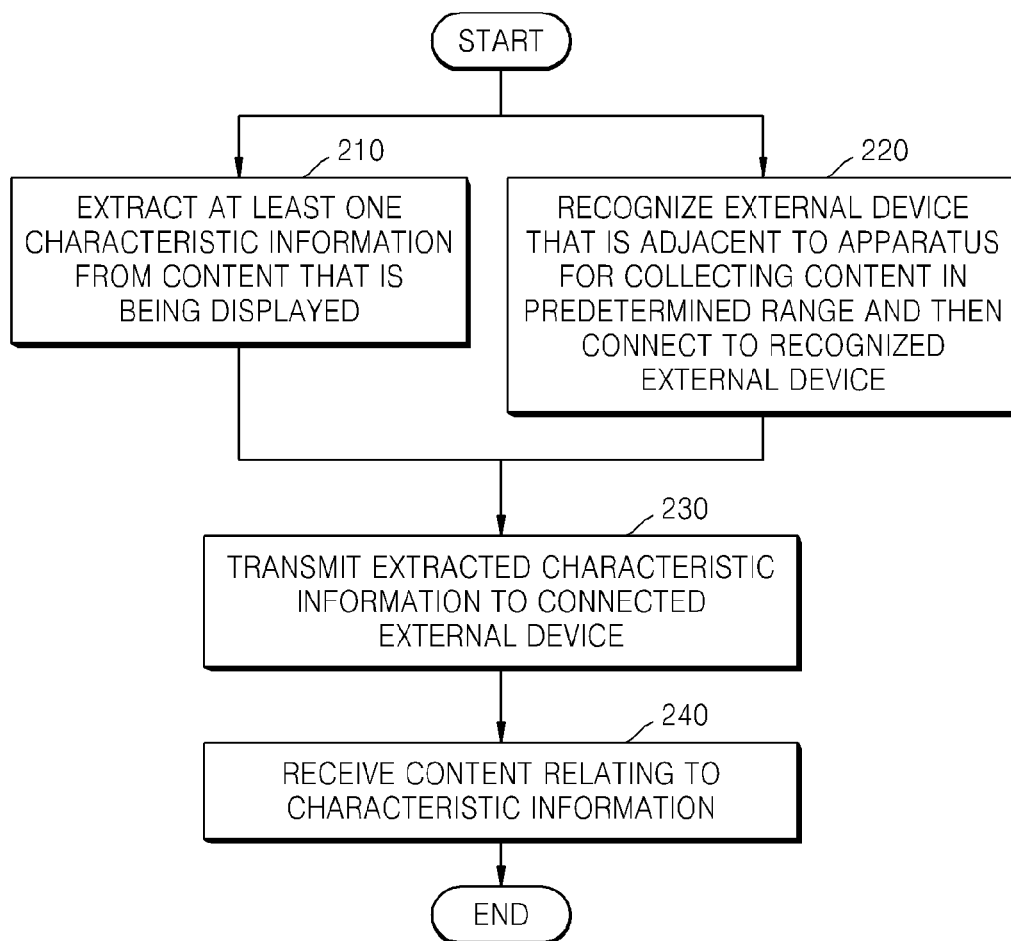 START
210
EXTRACT AT LEAST ONE
CHARACTERISTIC INFORMATION
FROM CONTENT THAT IS
BEING DISPLAYED
220
RECOGNIZE EXTERNAL DEVICE
THAT IS ADJACENT TO APPARATUS
FOR COLLECTING CONTENT IN
PREDETERMINED RANGE AND THEN
CONNECT TO RECOGNIZED
EXTERNAL DEVICE
230
TRANSMIT EXTRACTED CHARACTERISTIC
INFORMATION TO CONNECTED
EXTERNAL DEVICE
240
RECEIVE CONTENT RELATING TO
CHARACTERISTIC INFORMATION
END